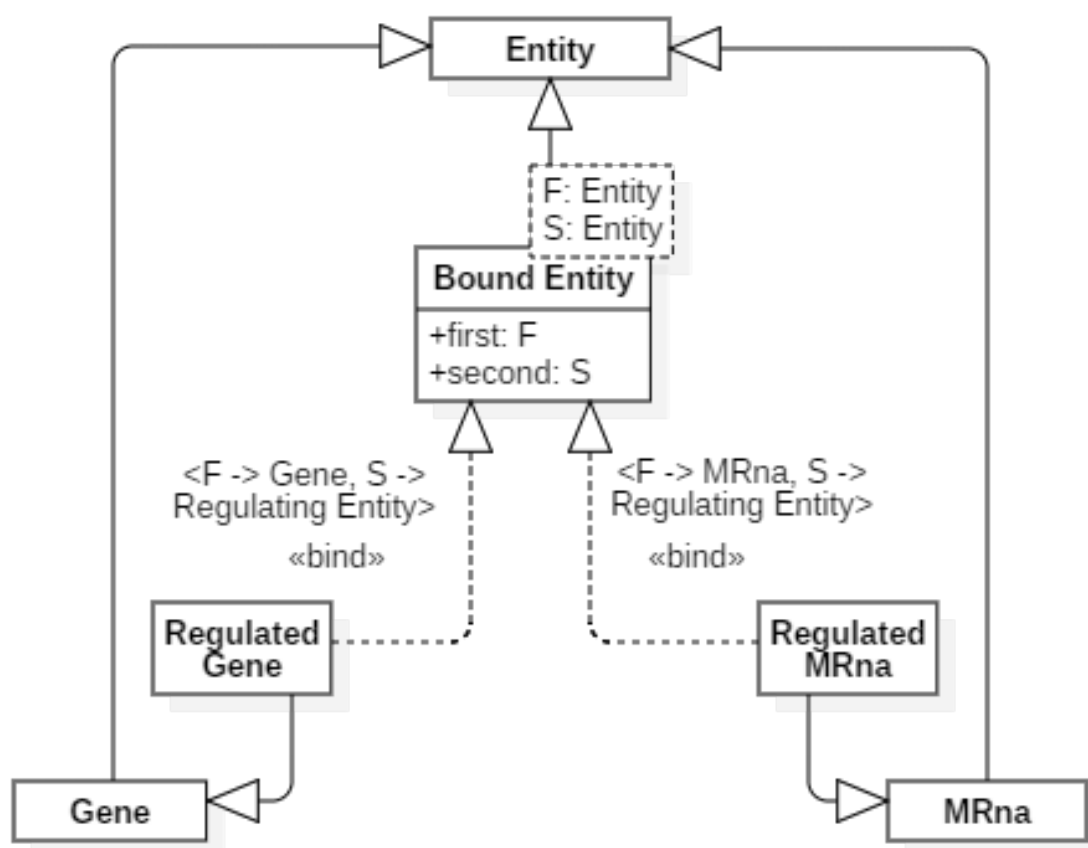 Entity
F: Entity
S: Entity
Bound Entity
+first: F
+second: S
<F -> Gene, S ->
Regulating Entity>
«bind»
<F -> MRna, S ->
Regulating Entity>
«bind»
Regulated
Gene
Regulated
MRna
Gene
MRna